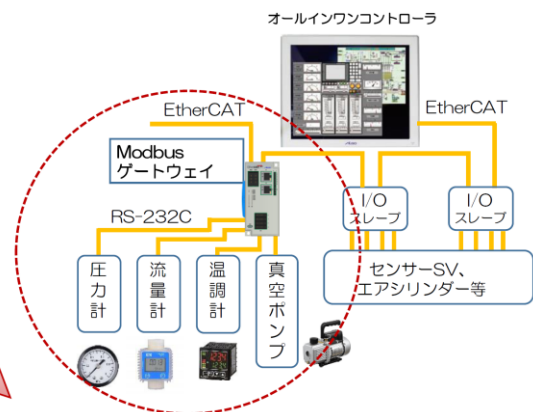 オールインワンコントローラ
EtherCAT
EtherCAT
Modbus
ゲートウェイ
RS-232C
I/O
スレーブ
I/O
スレーブ
圧力計
流量計
温調計
真空ポンプ
センサーSV、
エアシリンダー等